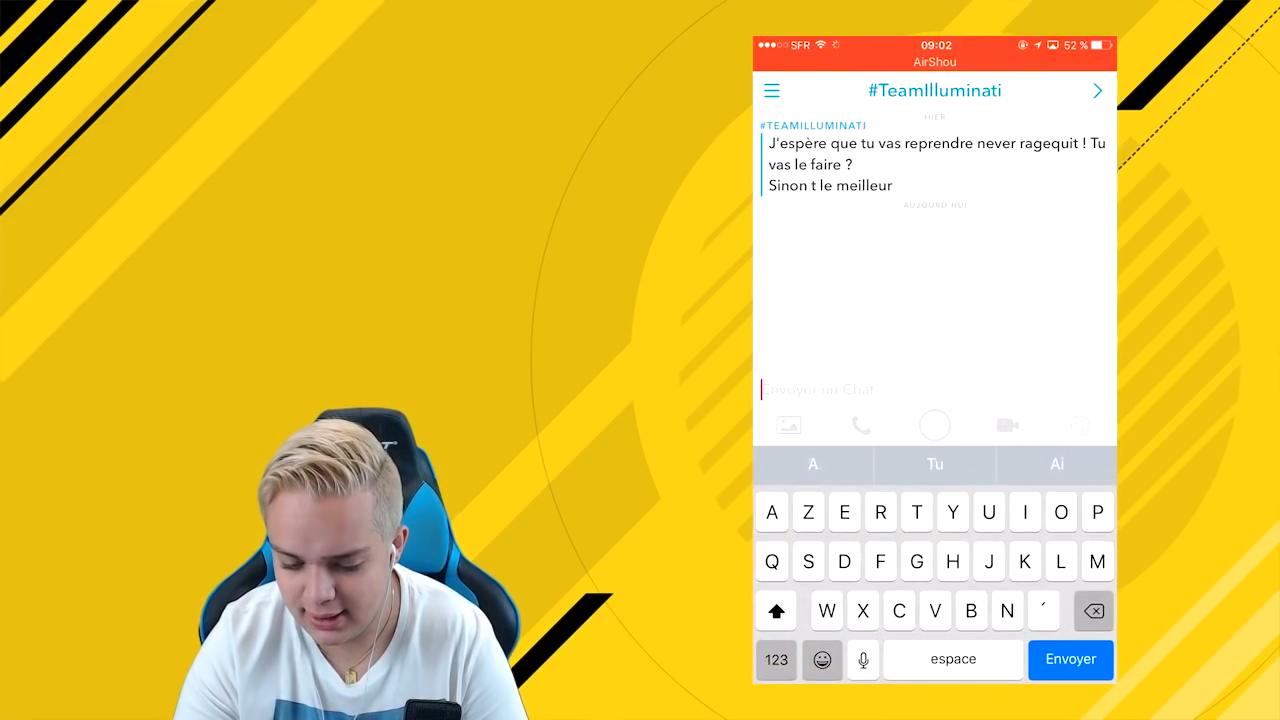 SFR 09:02 52 %
AirShou
#TeamIlluminati
HIER
#TEAMILLUMINATI
J'espère que tu vas reprendre never ragequit ! Tu
vas le faire ?
Sinon t le meilleur
AUJOURD'HUI
Envoyer un Chat
A Tu Ai
A Z E R T Y U I O P
Q S D F G H J K L M
W X C V B N ´
123 espace Envoyer